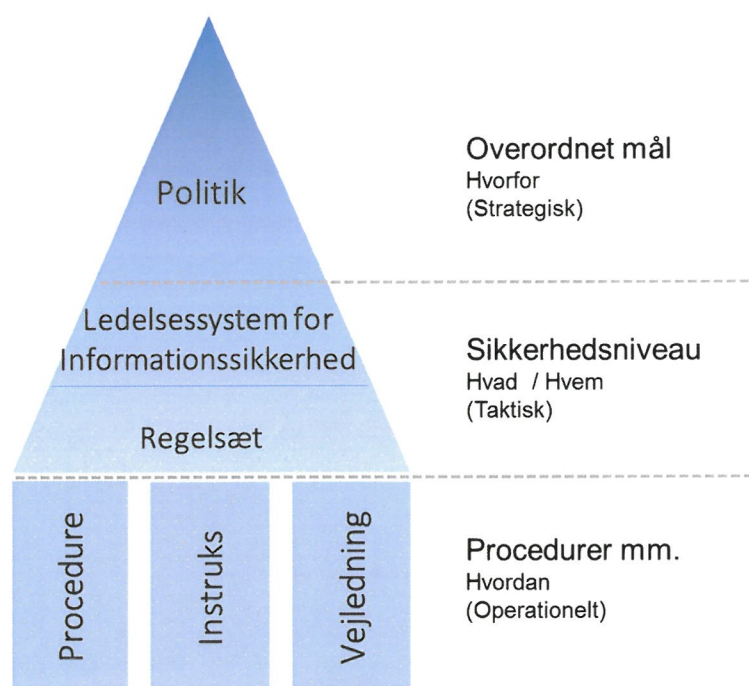 Politik
Overordnet mål
Hvorfor
(Strategisk)
Ledelsessystem for
Informationssikkerhed
Regelsæt
Sikkerhedsniveau
Hvad / Hvem
(Taktisk)
Procedure
Instruks
Vejledning
Procedurer mm.
Hvordan
(Operationelt)